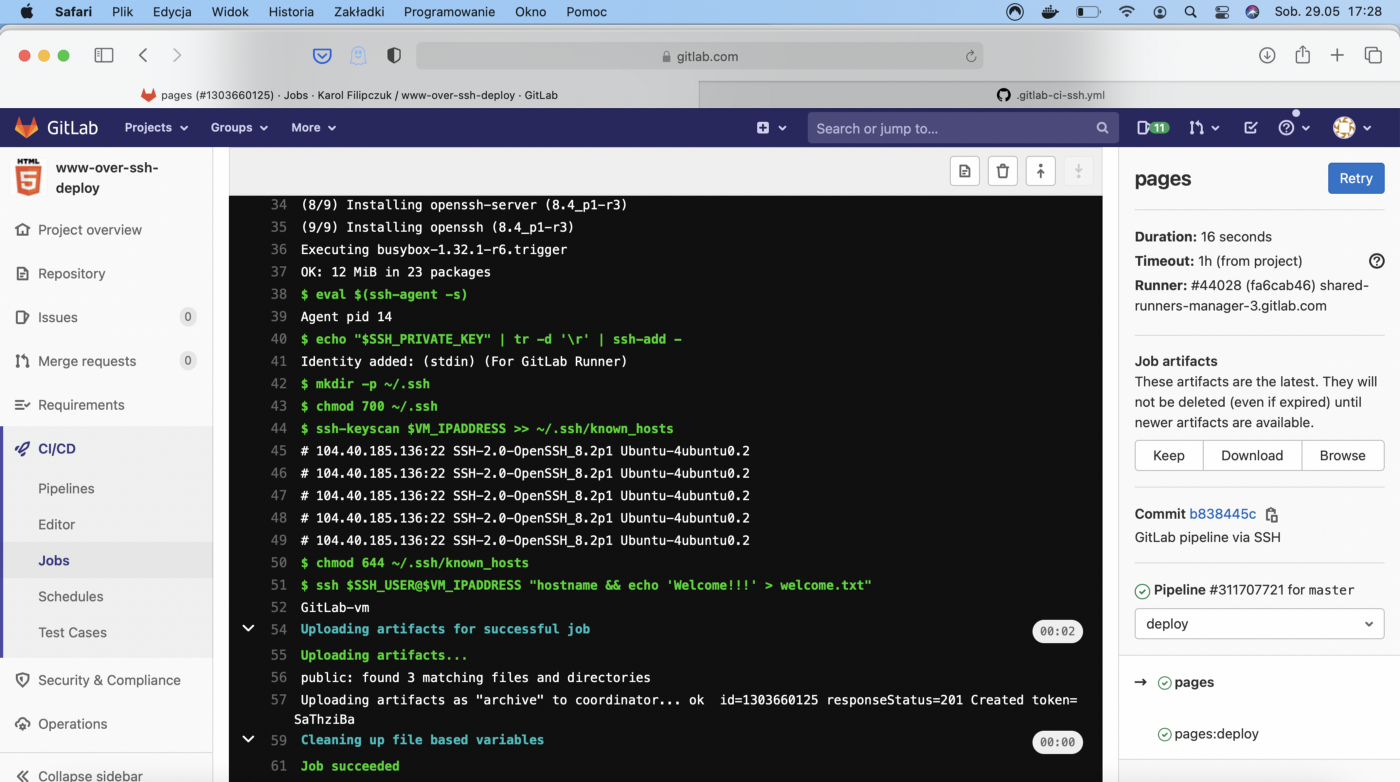 Safari Plik Edycja Widok Historia Zakładki Programowanie Okno Pomoc Sob. 29.05 17:28
gitlab.com
pages (#1303660125) · Jobs · Karol Filipczuk / www-over-ssh-deploy · GitLab
.gitlab-ci-ssh.yml
GitLab Projects Groups More Search or jump to... 11
HTML
5
www-over-ssh-
deploy
Project overview
Repository
Issues 0
Merge requests 0
Requirements
CI/CD
Pipelines
Editor
Jobs
Schedules
Test Cases
Security & Compliance
Operations
Collapse sidebar
34 (8/9) Installing openssh-server (8.4_p1-r3)
35 (9/9) Installing openssh (8.4_p1-r3)
36 Executing busybox-1.32.1-r6.trigger
37 OK: 12 MiB in 23 packages
38 $ eval $(ssh-agent -s)
39 Agent pid 14
40 $ echo "$SSH_PRIVATE_KEY" | tr -d '\r' | ssh-add -
41 Identity added: (stdin) (For GitLab Runner)
42 $ mkdir -p ~/.ssh
43 $ chmod 700 ~/.ssh
44 $ ssh-keyscan $VM_IPADDRESS >> ~/.ssh/known_hosts
45 # 104.40.185.136:22 SSH-2.0-OpenSSH_8.2p1 Ubuntu-4ubuntu0.2
46 # 104.40.185.136:22 SSH-2.0-OpenSSH_8.2p1 Ubuntu-4ubuntu0.2
47 # 104.40.185.136:22 SSH-2.0-OpenSSH_8.2p1 Ubuntu-4ubuntu0.2
48 # 104.40.185.136:22 SSH-2.0-OpenSSH_8.2p1 Ubuntu-4ubuntu0.2
49 # 104.40.185.136:22 SSH-2.0-OpenSSH_8.2p1 Ubuntu-4ubuntu0.2
50 $ chmod 644 ~/.ssh/known_hosts
51 $ ssh $SSH_USER@$VM_IPADDRESS "hostname && echo 'Welcome!!!' > welcome.txt"
52 GitLab-vm
54 Uploading artifacts for successful job 00:02
55 Uploading artifacts...
56 public: found 3 matching files and directories
57 Uploading artifacts as "archive" to coordinator... ok id=1303660125 responseStatus=201 Created token=
SaThziBa
59 Cleaning up file based variables 00:00
61 Job succeeded
pages Retry
Duration: 16 seconds
Timeout: 1h (from project)
Runner: #44028 (fa6cab46) shared-
runners-manager-3.gitlab.com
Job artifacts
These artifacts are the latest. They will
not be deleted (even if expired) until
newer artifacts are available.
Keep Download Browse
Commit b838445c
GitLab pipeline via SSH
Pipeline #311707721 for master
deploy
pages
pages:deploy